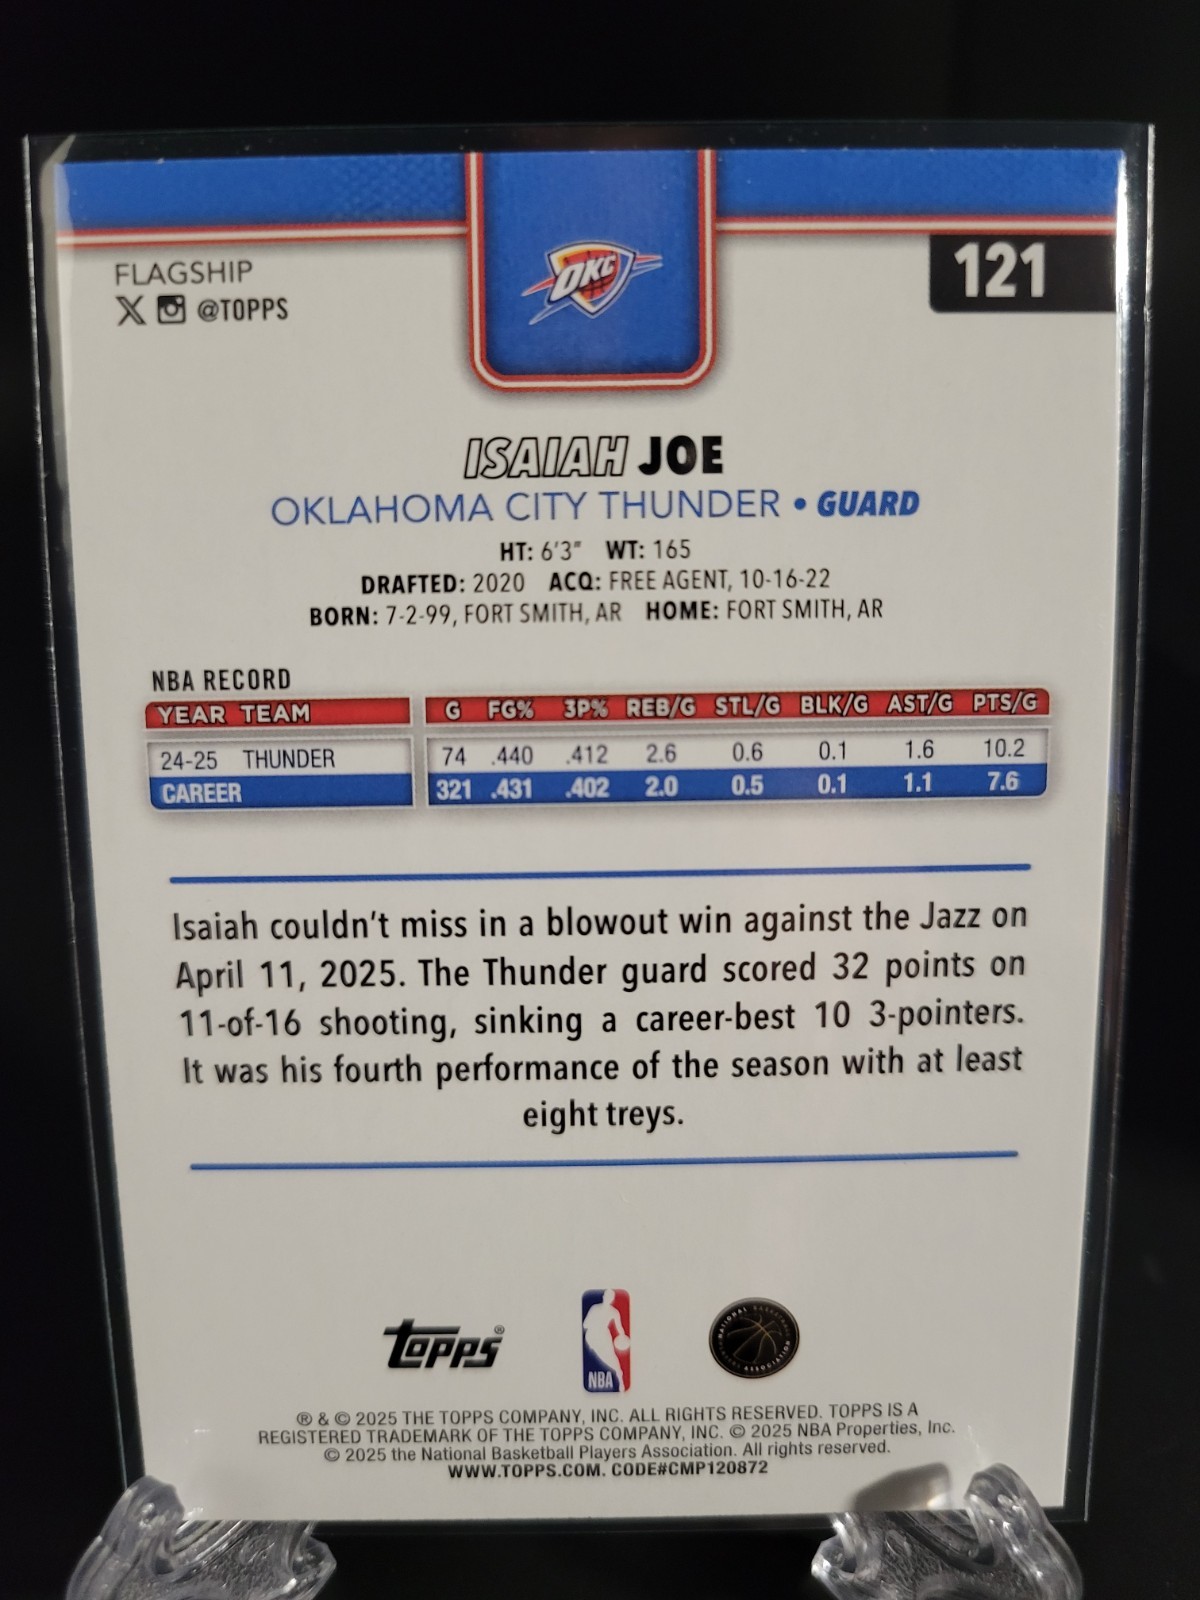 FLAGSHIP
@TOPPS
OKC
121
ISAIAH JOE
OKLAHOMA CITY THUNDER • GUARD
HT: 6'3" WT: 165
DRAFTED: 2020 ACQ: FREE AGENT, 10-16-22
BORN: 7-2-99, FORT SMITH, AR HOME: FORT SMITH, AR
NBA RECORD
YEAR TEAM G FG% 3P% REB/G STL/G BLK/G AST/G PTS/G
24-25 THUNDER 74 .440 .412 2.6 0.6 0.1 1.6 10.2
CAREER 321 .431 .402 2.0 0.5 0.1 1.1 7.6
Isaiah couldn't miss in a blowout win against the Jazz on
April 11, 2025. The Thunder guard scored 32 points on
11-of-16 shooting, sinking a career-best 10 3-pointers.
It was his fourth performance of the season with at least
eight treys.
TOPPS®
NBA
NATIONAL BASKETBALL PLAYERS ASSOCIATION
® & © 2025 THE TOPPS COMPANY, INC. ALL RIGHTS RESERVED. TOPPS IS A
REGISTERED TRADEMARK OF THE TOPPS COMPANY, INC. © 2025 NBA Properties, Inc.
© 2025 the National Basketball Players Association. All rights reserved.
WWW.TOPPS.COM. CODE#CMP120872